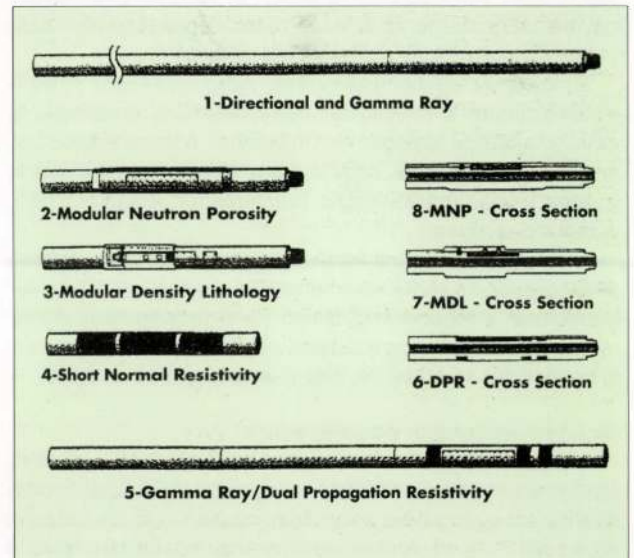 1-Directional and Gamma Ray
2-Modular Neutron Porosity
8-MNP - Cross Section
3-Modular Density Lithology
7-MDL - Cross Section
4-Short Normal Resistivity
6-DPR - Cross Section
5-Gamma Ray/Dual Propagation Resistivity